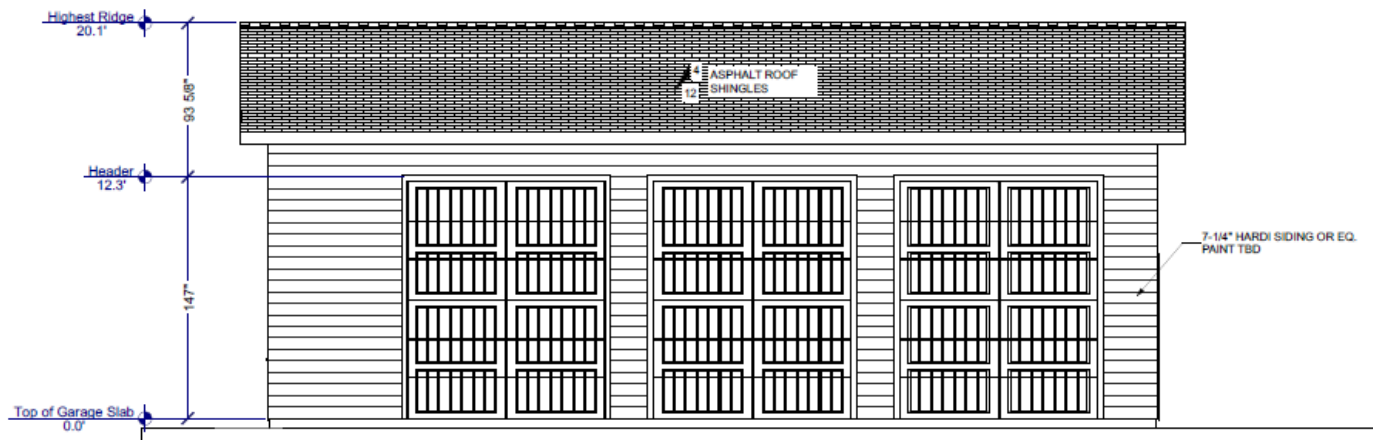 Highest Ridge
20.1'
93 5/8"
4
12
ASPHALT ROOF
SHINGLES
Header
12.3'
147"
7-1/4" HARDI SIDING OR EQ.
PAINT TBD
Top of Garage Slab
0.0'